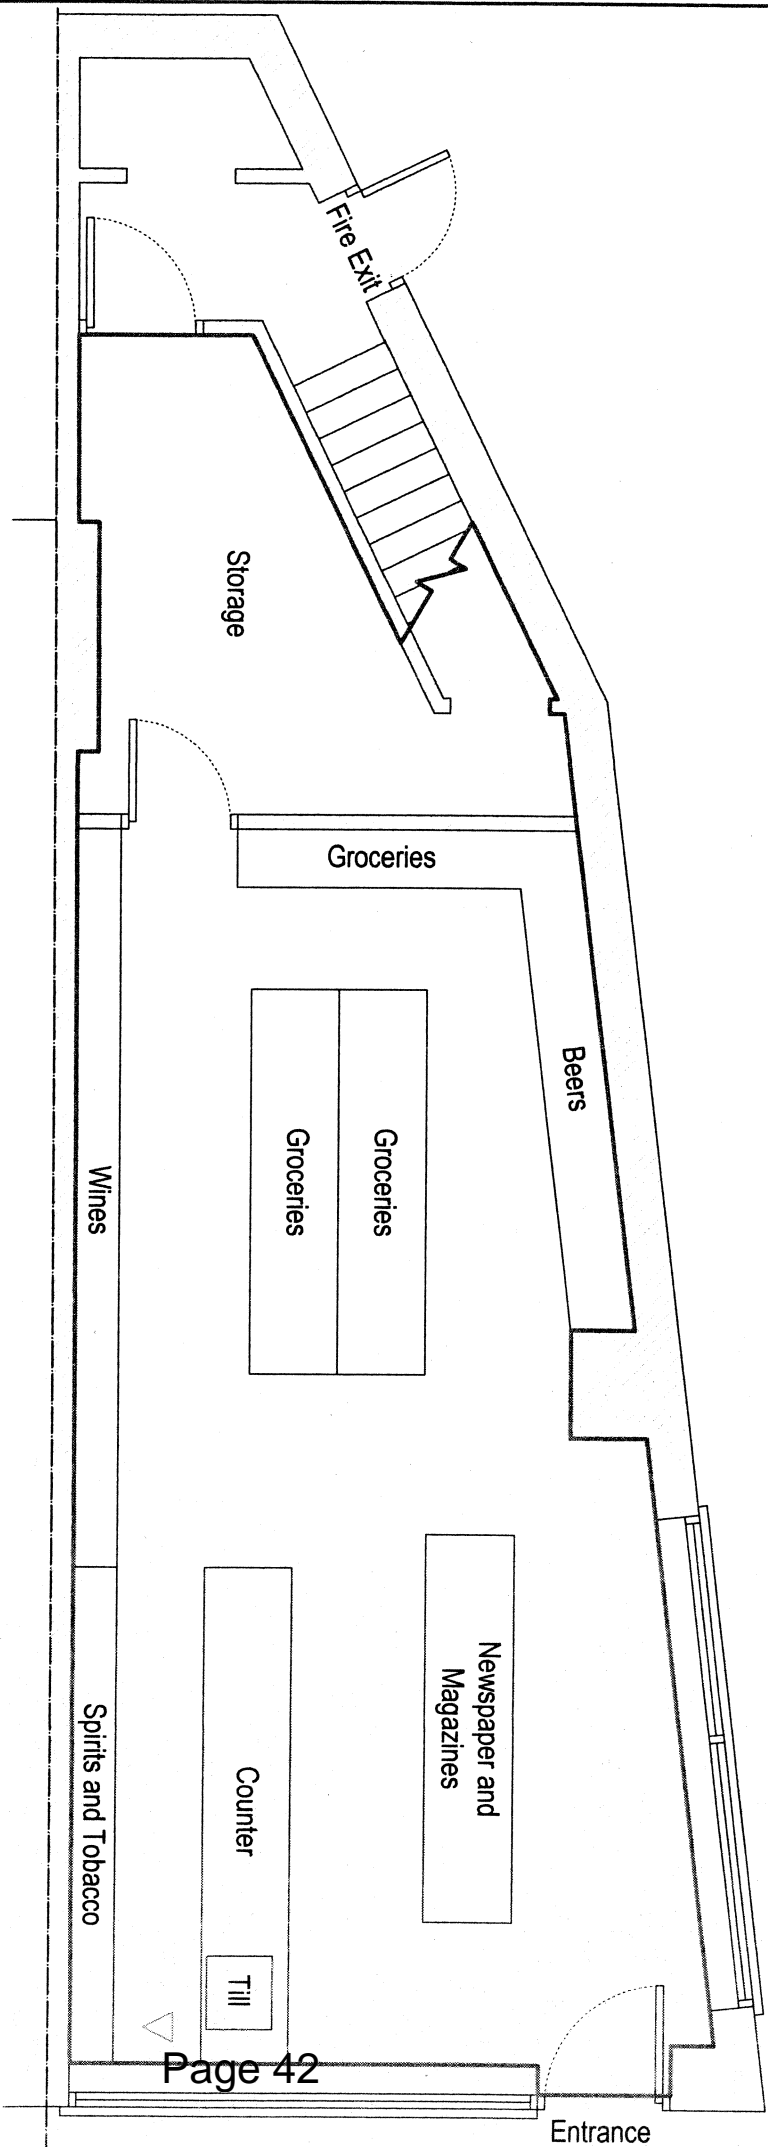 Fire Exit
Storage
Groceries
Beers
Groceries
Groceries
Wines
Newspaper and
Magazines
Counter
Spirits and Tobacco
Till
Page 42
Entrance